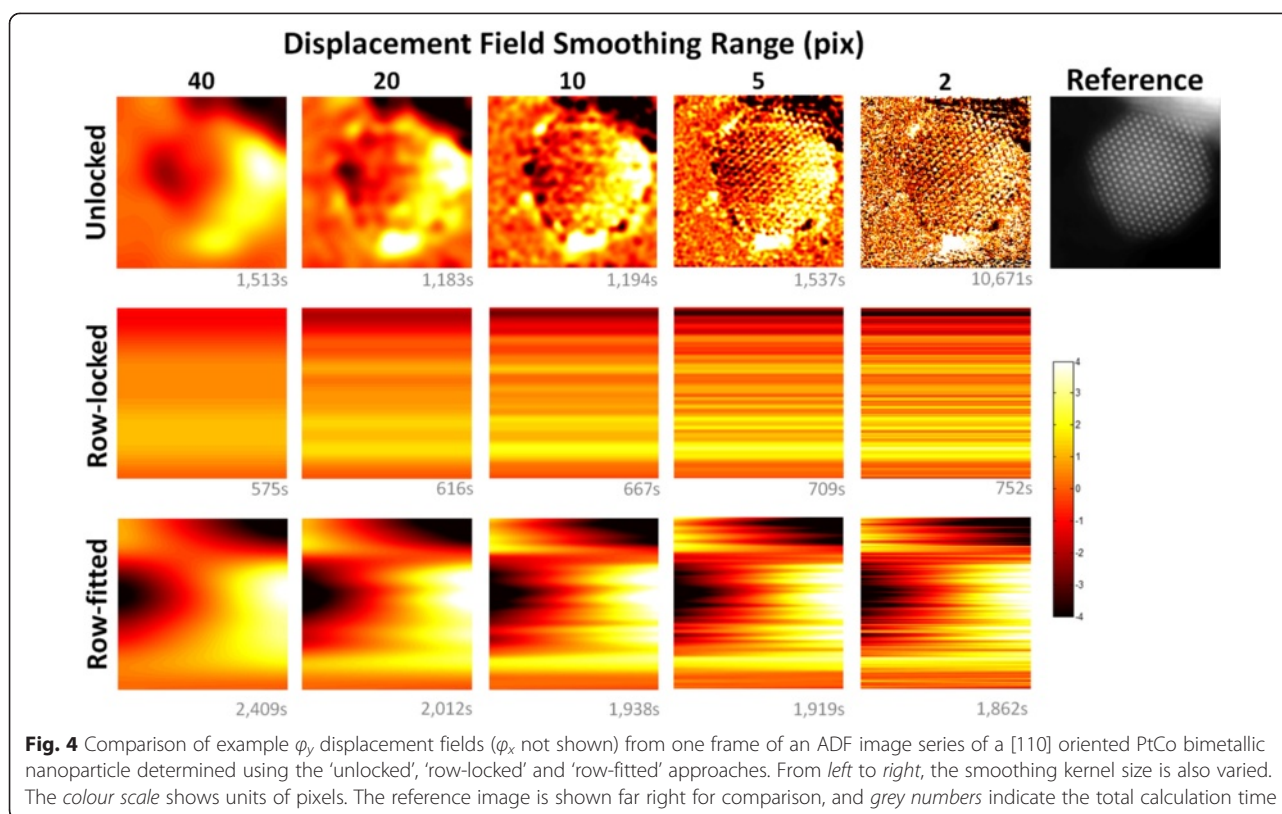 Displacement Field Smoothing Range (pix)
40 20 10 5 2 Reference
Unlocked
1,513s 1,183s 1,194s 1,537s 10,671s
Row-locked
575s 616s 667s 709s 752s
4
3
2
1
0
-1
-2
-3
-4
Row-fitted
2,409s 2,012s 1,938s 1,919s 1,862s
Fig. 4 Comparison of example φy displacement fields (φx not shown) from one frame of an ADF image series of a [110] oriented PtCo bimetallic
nanoparticle determined using the ‘unlocked’, ‘row-locked’ and ‘row-fitted’ approaches. From left to right, the smoothing kernel size is also varied.
The colour scale shows units of pixels. The reference image is shown far right for comparison, and grey numbers indicate the total calculation time